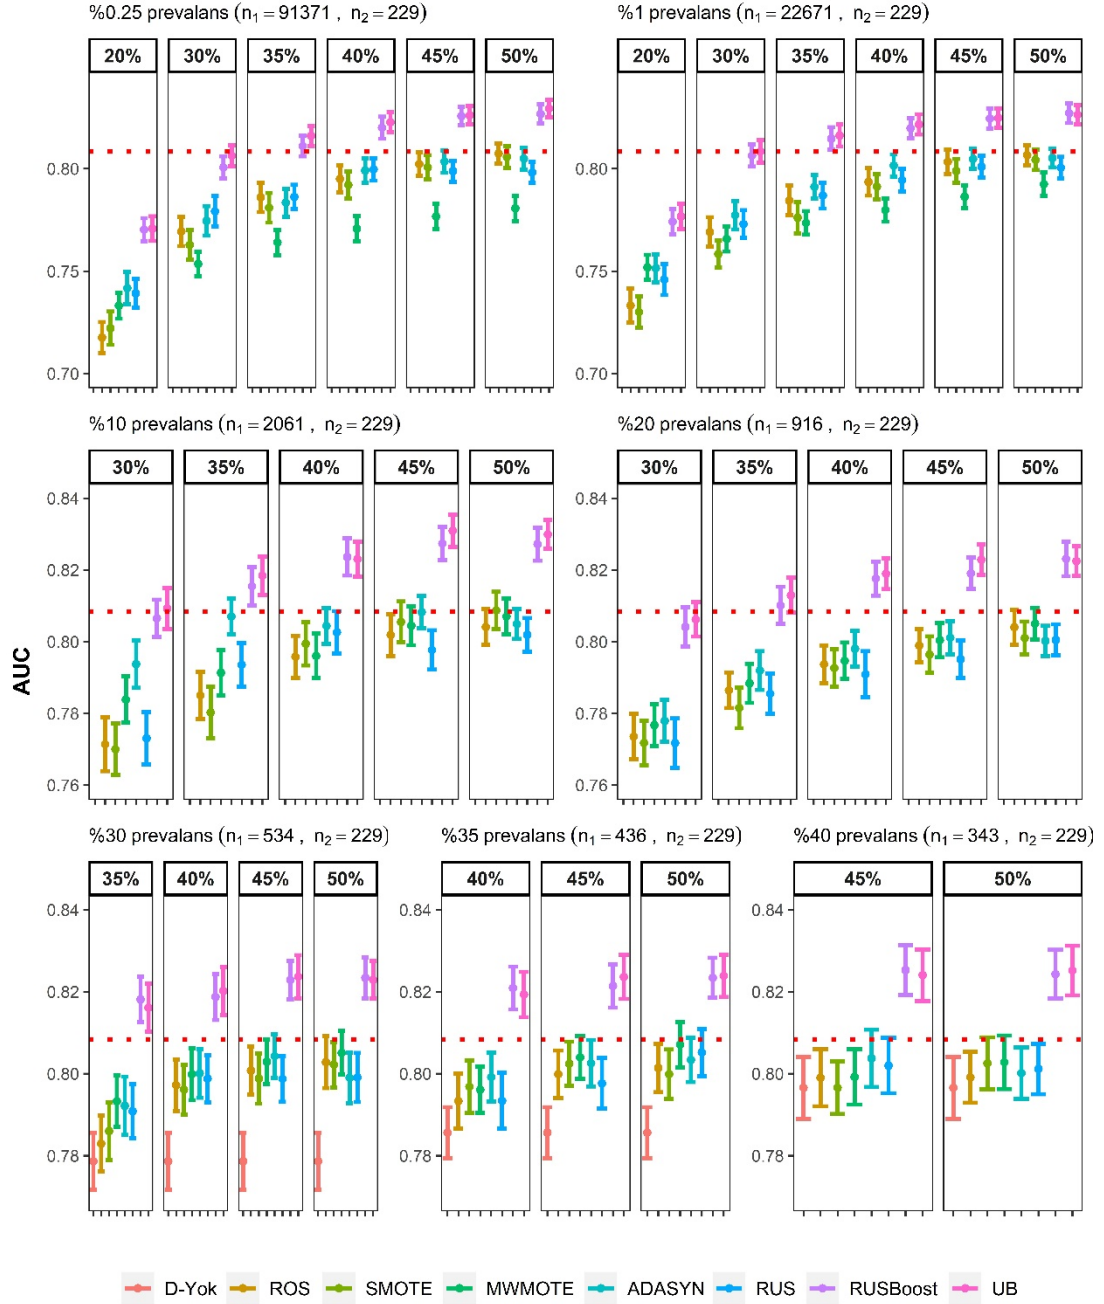 %0.25 prevalans (n₁ = 91371 , n₂ = 229)
20% 30% 35% 40% 45% 50%
0.80
0.75
0.70
%1 prevalans (n₁ = 22671 , n₂ = 229)
20% 30% 35% 40% 45% 50%
0.80
0.75
0.70
AUC
%10 prevalans (n₁ = 2061 , n₂ = 229)
30% 35% 40% 45% 50%
0.84
0.82
0.80
0.78
0.76
%20 prevalans (n₁ = 916 , n₂ = 229)
30% 35% 40% 45% 50%
0.84
0.82
0.80
0.78
0.76
%30 prevalans (n₁ = 534 , n₂ = 229)
35% 40% 45% 50%
0.84
0.82
0.80
0.78
%35 prevalans (n₁ = 436 , n₂ = 229)
40% 45% 50%
0.84
0.82
0.80
0.78
%40 prevalans (n₁ = 343 , n₂ = 229)
45% 50%
0.84
0.82
0.80
0.78
D-Yok ROS SMOTE MWMOTE ADASYN RUS RUSBoost UB